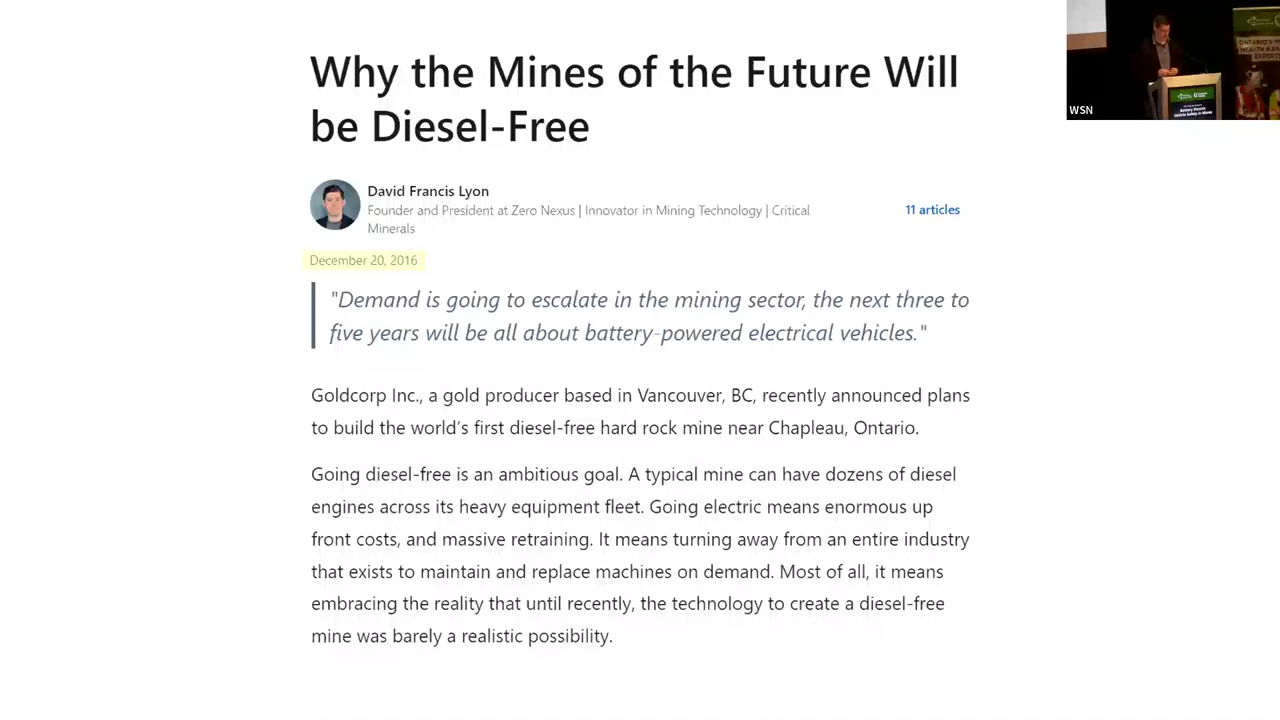 Why the Mines of the Future Will
be Diesel-Free
David Francis Lyon
Founder and President at Zero Nexus | Innovator in Mining Technology | Critical
Minerals
11 articles
December 20, 2016
"Demand is going to escalate in the mining sector, the next three to
five years will be all about battery-powered electrical vehicles."
Goldcorp Inc., a gold producer based in Vancouver, BC, recently announced plans
to build the world's first diesel-free hard rock mine near Chapleau, Ontario.
Going diesel-free is an ambitious goal. A typical mine can have dozens of diesel
engines across its heavy equipment fleet. Going electric means enormous up
front costs, and massive retraining. It means turning away from an entire industry
that exists to maintain and replace machines on demand. Most of all, it means
embracing the reality that until recently, the technology to create a diesel-free
mine was barely a realistic possibility.
WSN
Battery Electric
Vehicle Safety in Mines